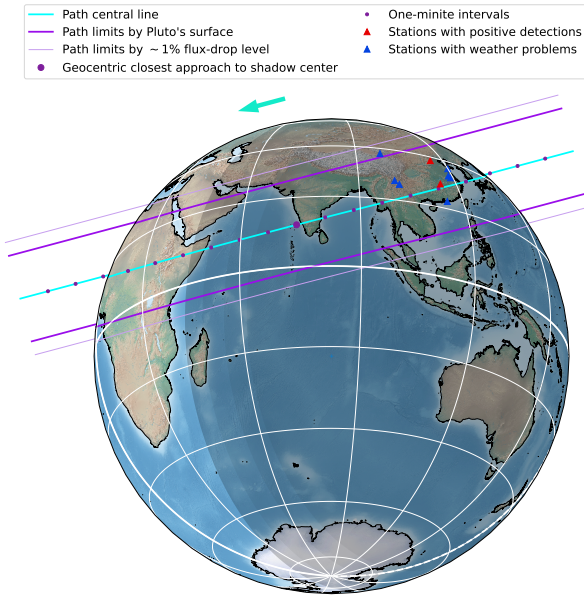 Path central line
Path limits by Pluto's surface
Path limits by ~ 1% flux-drop level
Geocentric closest approach to shadow center
One-minite intervals
Stations with positive detections
Stations with weather problems